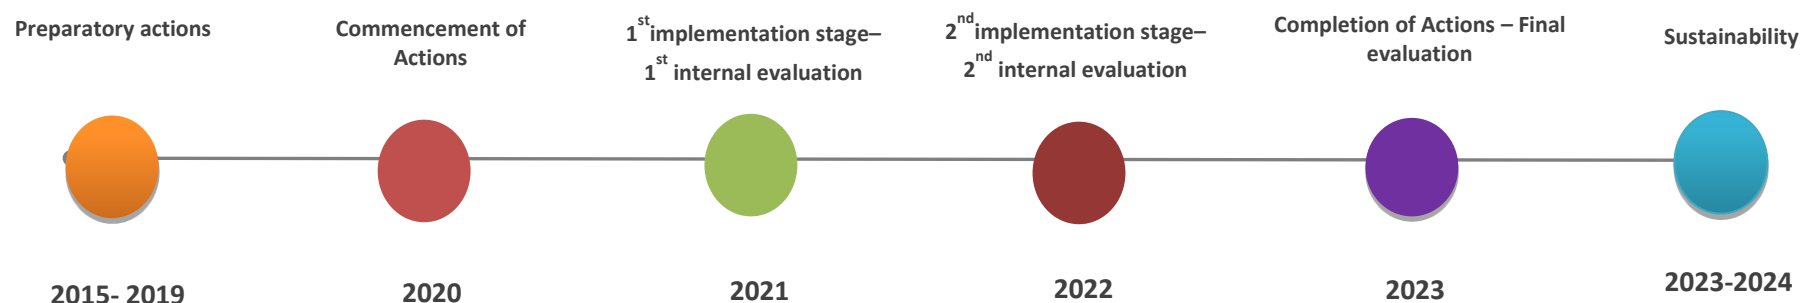 Preparatory actions
Commencement of
Actions
1st implementation stage–
1st internal evaluation
2nd implementation stage–
2nd internal evaluation
Completion of Actions – Final
evaluation
Sustainability
2015- 2019
2020
2021
2022
2023
2023-2024